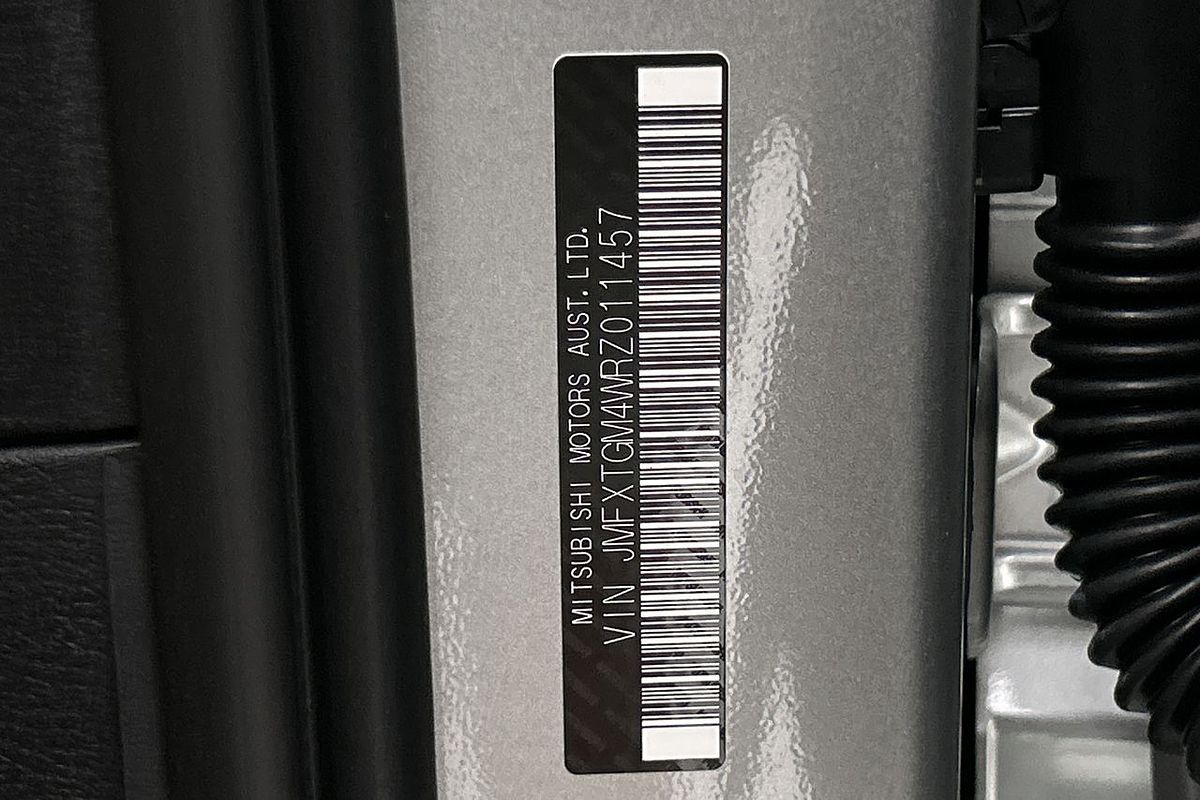 MITSUBISHI MOTORS AUST. LTD.
VIN JMFXTGM4WRZ011457